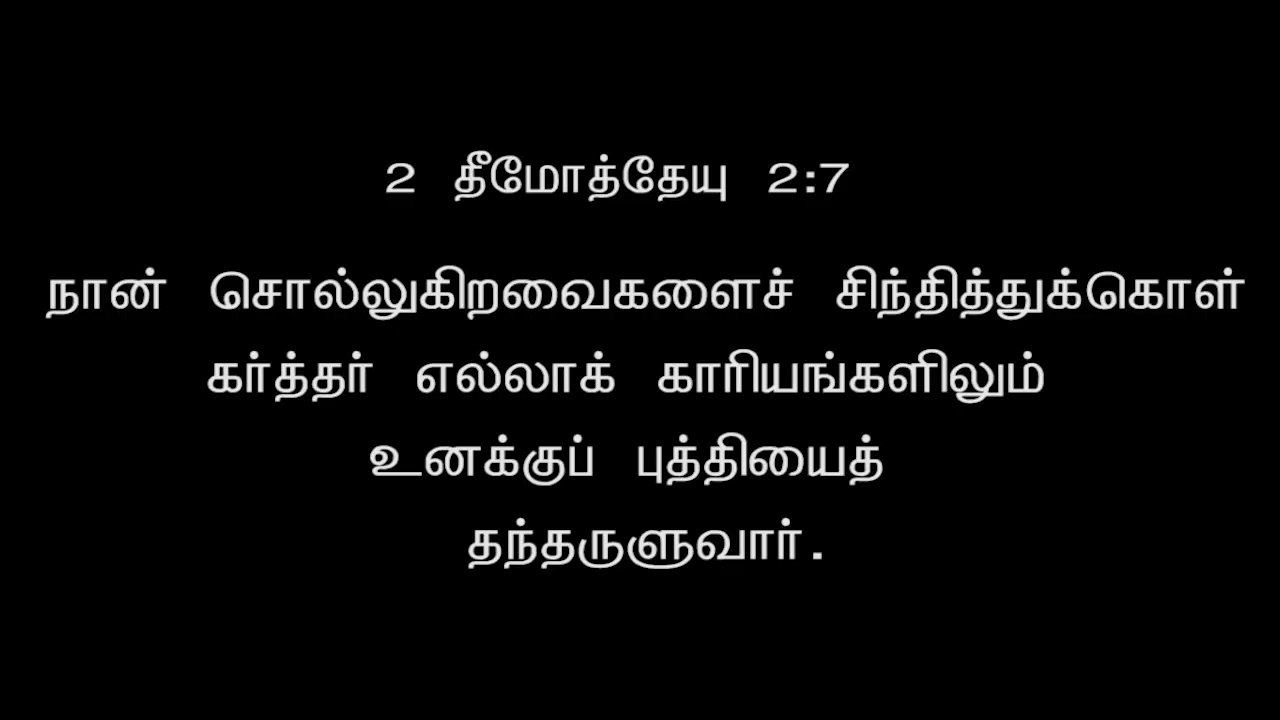 2 தீமோத்தேயு 2:7
நான் சொல்லுகிறவைகளைச் சிந்தித்துக்கொள்
கர்த்தர் எல்லாக் காரியங்களிலும்
உனக்குப் புத்தியைத்
தந்தருளுவார்.